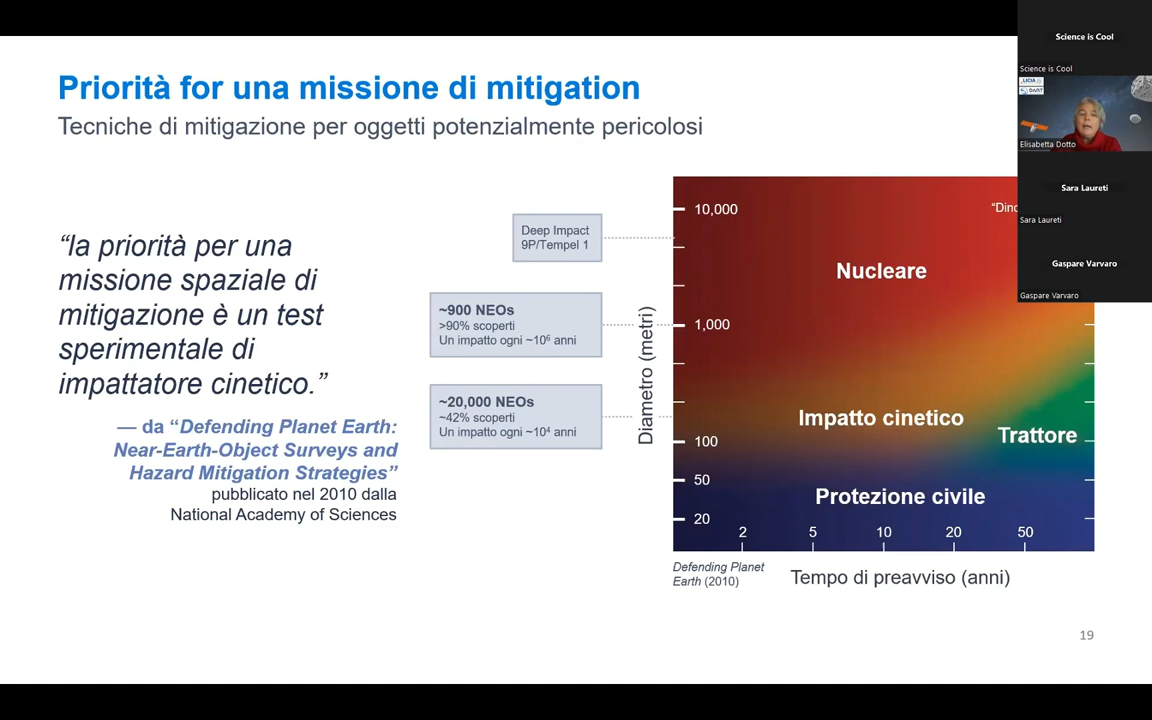 Priorità for una missione di mitigation
Tecniche di mitigazione per oggetti potenzialmente pericolosi
“la priorità per una
missione spaziale di
mitigazione è un test
sperimentale di
impattatore cinetico.”
— da “Defending Planet Earth:
Near-Earth-Object Surveys and
Hazard Mitigation Strategies”
pubblicato nel 2010 dalla
National Academy of Sciences
Deep Impact
9P/Tempel 1
~900 NEOs
>90% scoperti
Un impatto ogni ~10⁶ anni
~20,000 NEOs
~42% scoperti
Un impatto ogni ~10⁴ anni
Diametro (metri)
10,000
1,000
100
50
20
“Dino
Nucleare
Impatto cinetico
Trattore
Protezione civile
2
5
10
20
50
Defending Planet
Earth (2010)
Tempo di preavviso (anni)
19
Science is Cool
Science is Cool
LICIA
DART
Elisabetta Dotto
Sara Laureti
Sara Laureti
Gaspare Varvaro
Gaspare Varvaro